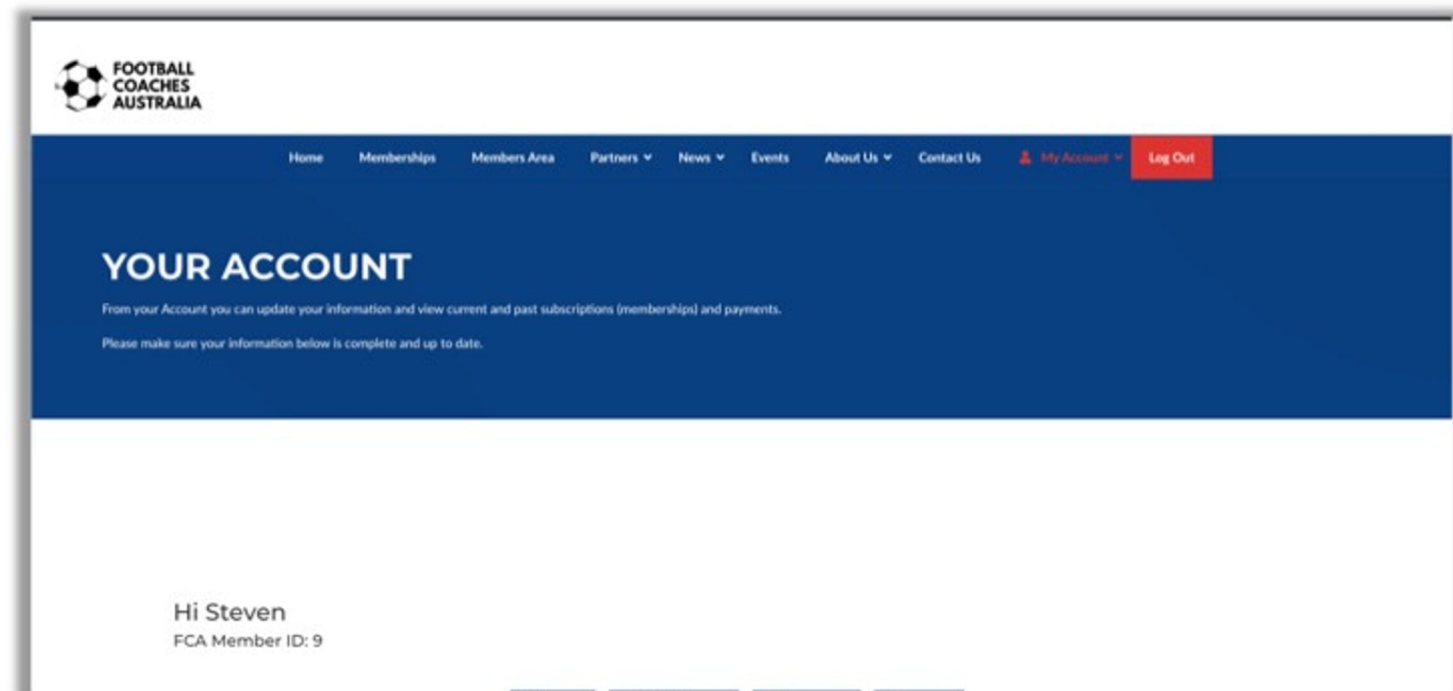 FOOTBALL
COACHES
AUSTRALIA
Home Memberships Members Area Partners News Events About Us Contact Us My Account Log Out
YOUR ACCOUNT
From your Account you can update your information and view current and past subscriptions (memberships) and payments.
Please make sure your information below is complete and up to date.
Hi Steven
FCA Member ID: 9